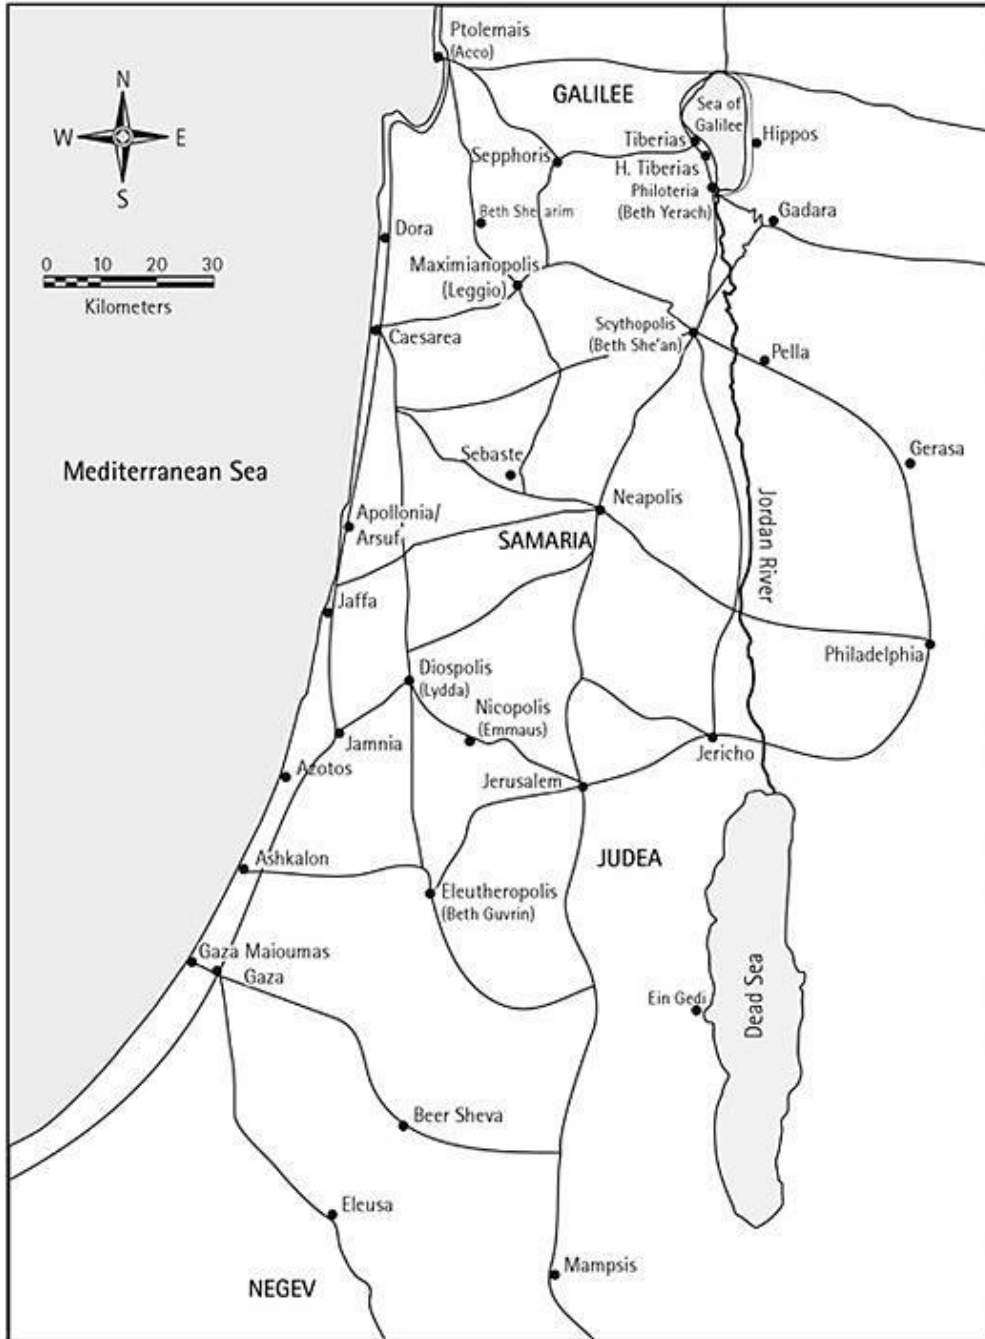 Ptolemais
(Acco)
GALILEE
Sea of
Galilee
N
W E
S
Tiberias
Hippos
Sepphoris
H. Tiberias
Philoteria
(Beth Yerach)
Beth She arim
Gadara
Dora
0 10 20 30
Kilometers
Maximianopolis
(Leggio)
Caesarea
Scythopolis
(Beth She'an)
Pella
Sebaste
Gerasa
Mediterranean Sea
Neapolis
Apollonia/
Arsuf
SAMARIA
Jordan River
Jaffa
Philadelphia
Diospolis
(Lydda)
Nicopolis
(Emmaus)
Jamnia
Jericho
Azotos
Jerusalem
Ashkalon
JUDEA
Eleutheropolis
(Beth Guvrin)
Gaza Maioumas
Gaza
Ein Gedi
Dead Sea
Beer Sheva
Eleusa
Mampsis
NEGEV